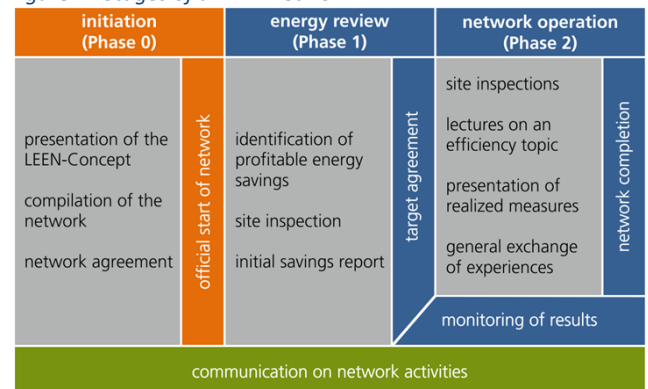 initiation
(Phase 0)
energy review
(Phase 1)
network operation
(Phase 2)
presentation of the
LEEN-Concept
compilation of the
network
network agreement
official start of network
identification of
profitable energy
savings
site inspection
initial savings report
target agreement
site inspections
lectures on an
efficiency topic
presentation of
realized measures
general exchange
of experiences
network completion
monitoring of results
communication on network activities